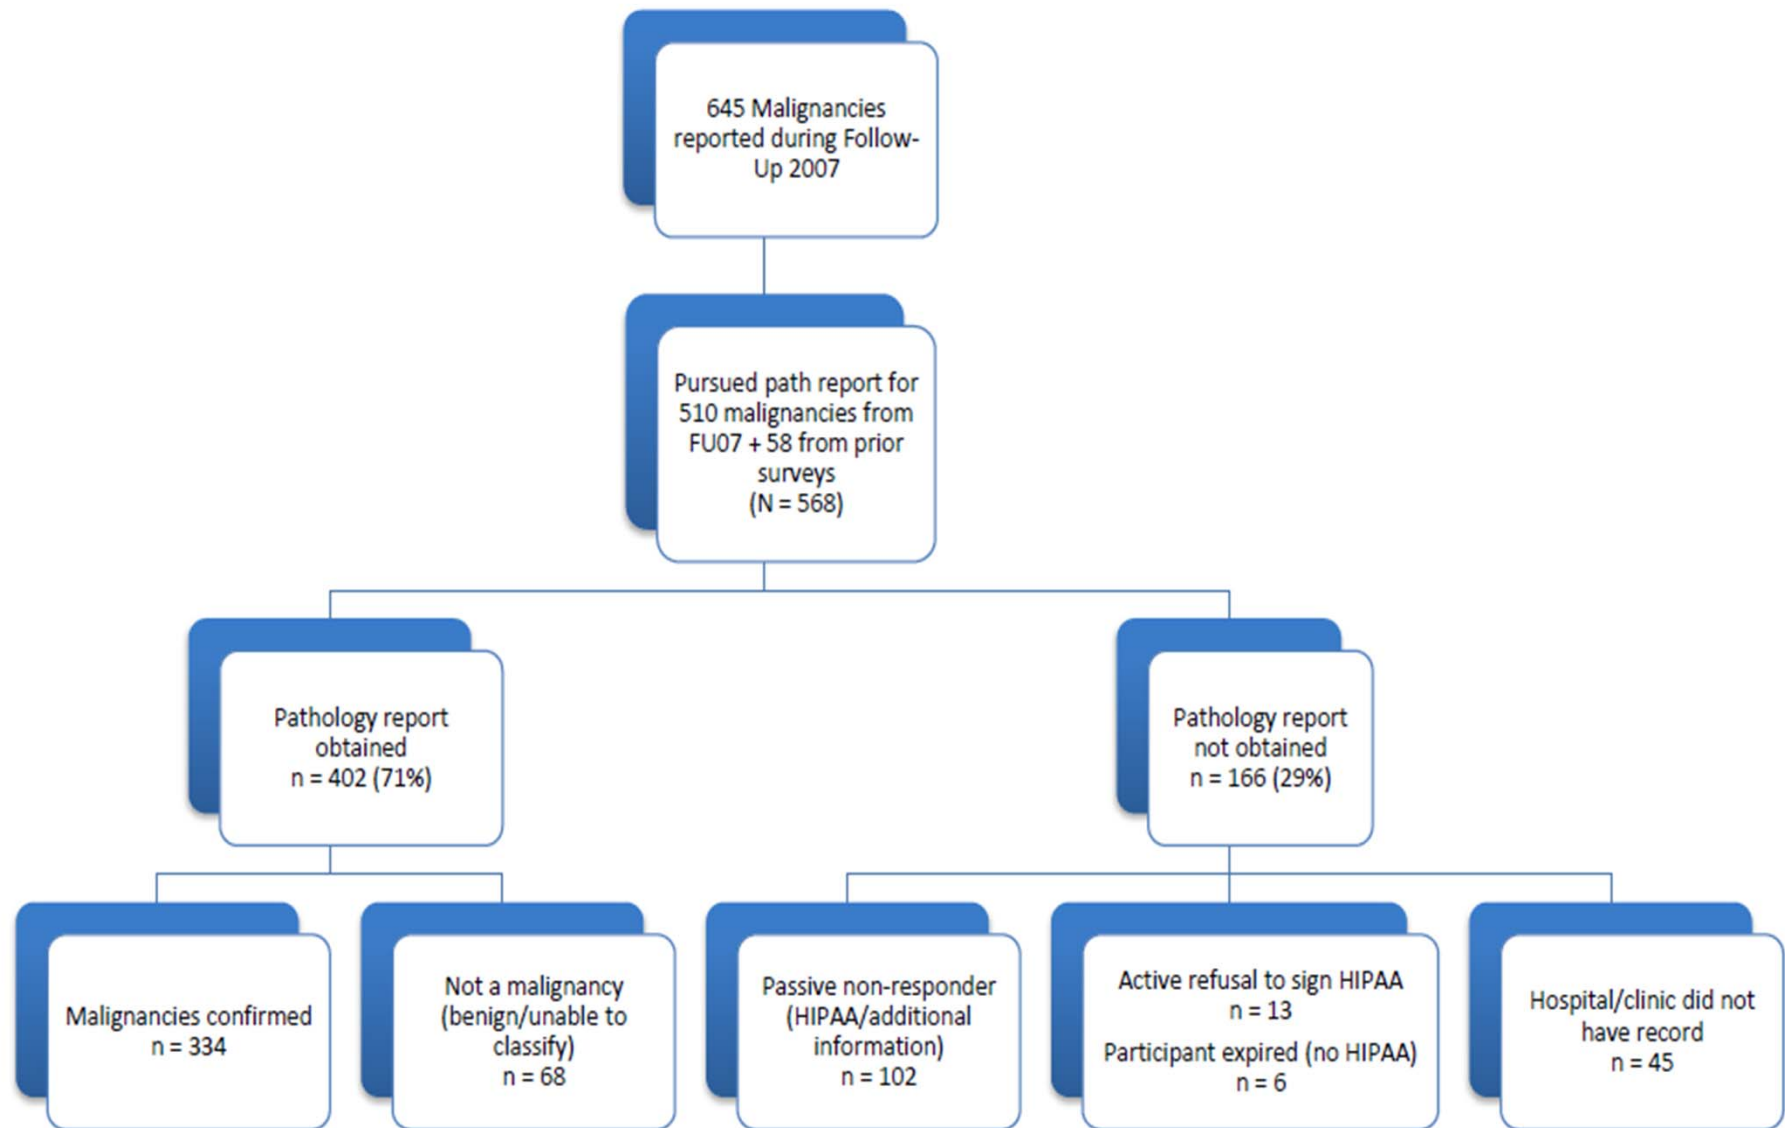 645 Malignancies
reported during Follow-
Up 2007
Pursued path report for
510 malignancies from
FU07 + 58 from prior
surveys
(N = 568)
Pathology report
obtained
n = 402 (71%)
Pathology report
not obtained
n = 166 (29%)
Malignancies confirmed
n = 334
Not a malignancy
(benign/unable to
classify)
n = 68
Passive non-responder
(HIPAA/additional
information)
n = 102
Active refusal to sign HIPAA
n = 13
Participant expired (no HIPAA)
n = 6
Hospital/clinic did not
have record
n = 45